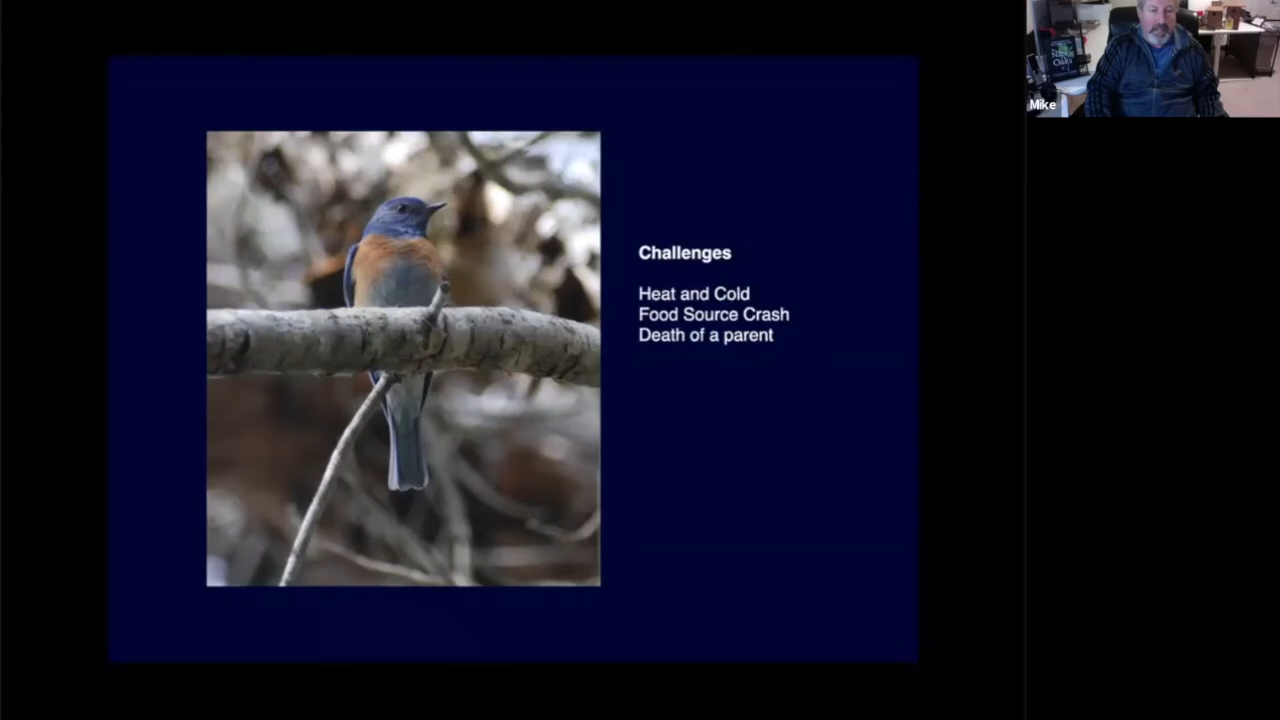 Challenges
Heat and Cold
Food Source Crash
Death of a parent
Mike